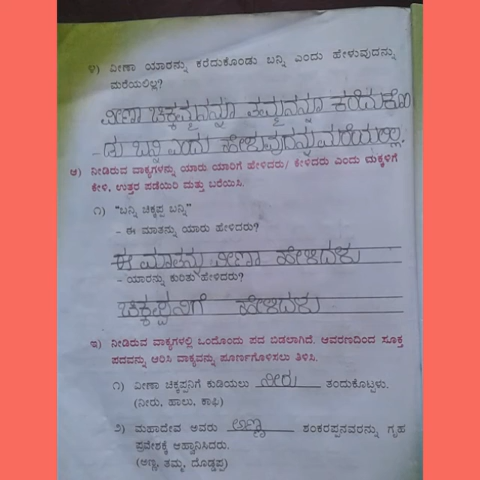 ೪) ವೀಣಾ ಯಾರನ್ನು ಕರೆದುಕೊಂಡು ಬನ್ನಿ ಎಂದು ಹೇಳುವುದನ್ನು
ಮರೆಯಲಿಲ್ಲ?
ವೀಣಾ ಚಿಕ್ಕಮ್ಮನನ್ನೂ ತಮ್ಮನನ್ನೂ ಕರೆದುಕೊಂ
- ಡು ಬನ್ನಿ ಎಂದು ಹೇಳುವುದನ್ನು ಮರೆಯಲಿಲ್ಲ.
ಆ) ನೀಡಿರುವ ವಾಕ್ಯಗಳನ್ನು ಯಾರು ಯಾರಿಗೆ ಹೇಳಿದರು/ ಕೇಳಿದರು ಎಂದು ಮಕ್ಕಳಿಗೆ
ಕೇಳಿ, ಉತ್ತರ ಪಡೆಯಿರಿ ಮತ್ತು ಬರೆಯಿಸಿ.
೧) "ಬನ್ನಿ ಚಿಕ್ಕಪ್ಪ ಬನ್ನಿ"
- ಈ ಮಾತನ್ನು ಯಾರು ಹೇಳಿದರು?
ಈ ಮಾತನ್ನು ವೀಣಾ ಹೇಳಿದಳು
- ಯಾರನ್ನು ಕುರಿತು ಹೇಳಿದರು?
ಚಿಕ್ಕಪ್ಪನಿಗೆ ಹೇಳಿದಳು
ಇ) ನೀಡಿರುವ ವಾಕ್ಯಗಳಲ್ಲಿ ಒಂದೊಂದು ಪದ ಬಿಡಲಾಗಿದೆ. ಆವರಣದಿಂದ ಸೂಕ್ತ
ಪದವನ್ನು ಆರಿಸಿ ವಾಕ್ಯವನ್ನು ಪೂರ್ಣಗೊಳಿಸಲು ತಿಳಿಸಿ.
೧) ವೀಣಾ ಚಿಕ್ಕಪ್ಪನಿಗೆ ಕುಡಿಯಲು ನೀರು ತಂದುಕೊಟ್ಟಳು.
(ನೀರು, ಹಾಲು, ಕಾಫಿ)
೨) ಮಹಾದೇವ ಅವರು ಅಣ್ಣ ಶಂಕರಪ್ಪನವರನ್ನು ಗೃಹ
ಪ್ರವೇಶಕ್ಕೆ ಆಹ್ವಾನಿಸಿದರು.
(ಅಣ್ಣ, ತಮ್ಮ, ದೊಡ್ಡಪ್ಪ)